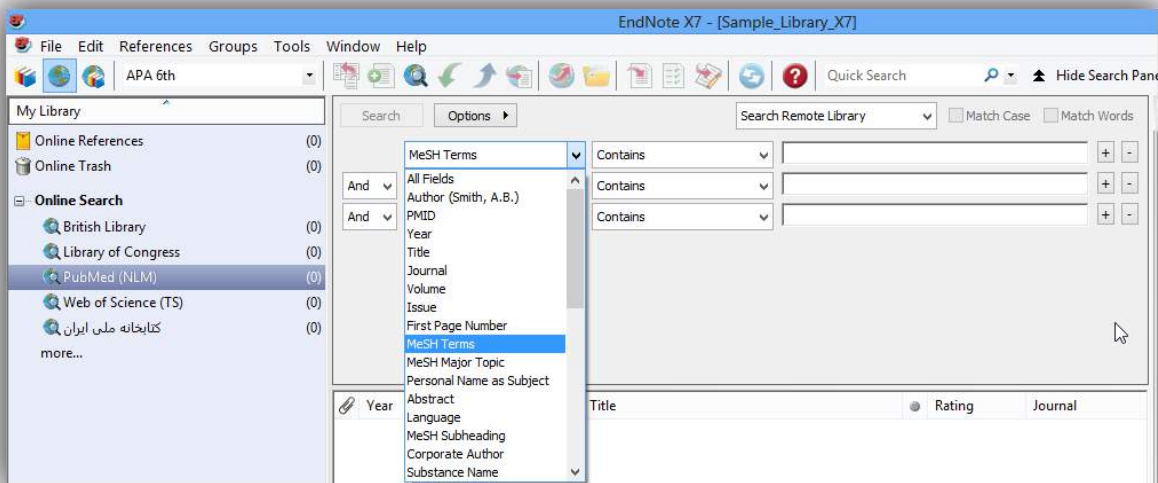 EndNote X7 - [Sample_Library_X7]
File Edit References Groups Tools Window Help
APA 6th Quick Search Hide Search Pane
My Library
Online References (0)
Online Trash (0)
Online Search
British Library (0)
Library of Congress (0)
PubMed (NLM) (0)
Web of Science (TS) (0)
کتابخانه ملی ایران (0)
more...
Search Options Search Remote Library Match Case Match Words
MeSH Terms Contains + -
And Contains + -
And Contains + -
All Fields
Author (Smith, A.B.)
PMID
Year
Title
Journal
Volume
Issue
First Page Number
MeSH Terms
MeSH Major Topic
Personal Name as Subject
Abstract
Language
MeSH Subheading
Corporate Author
Substance Name
Year Title Rating Journal